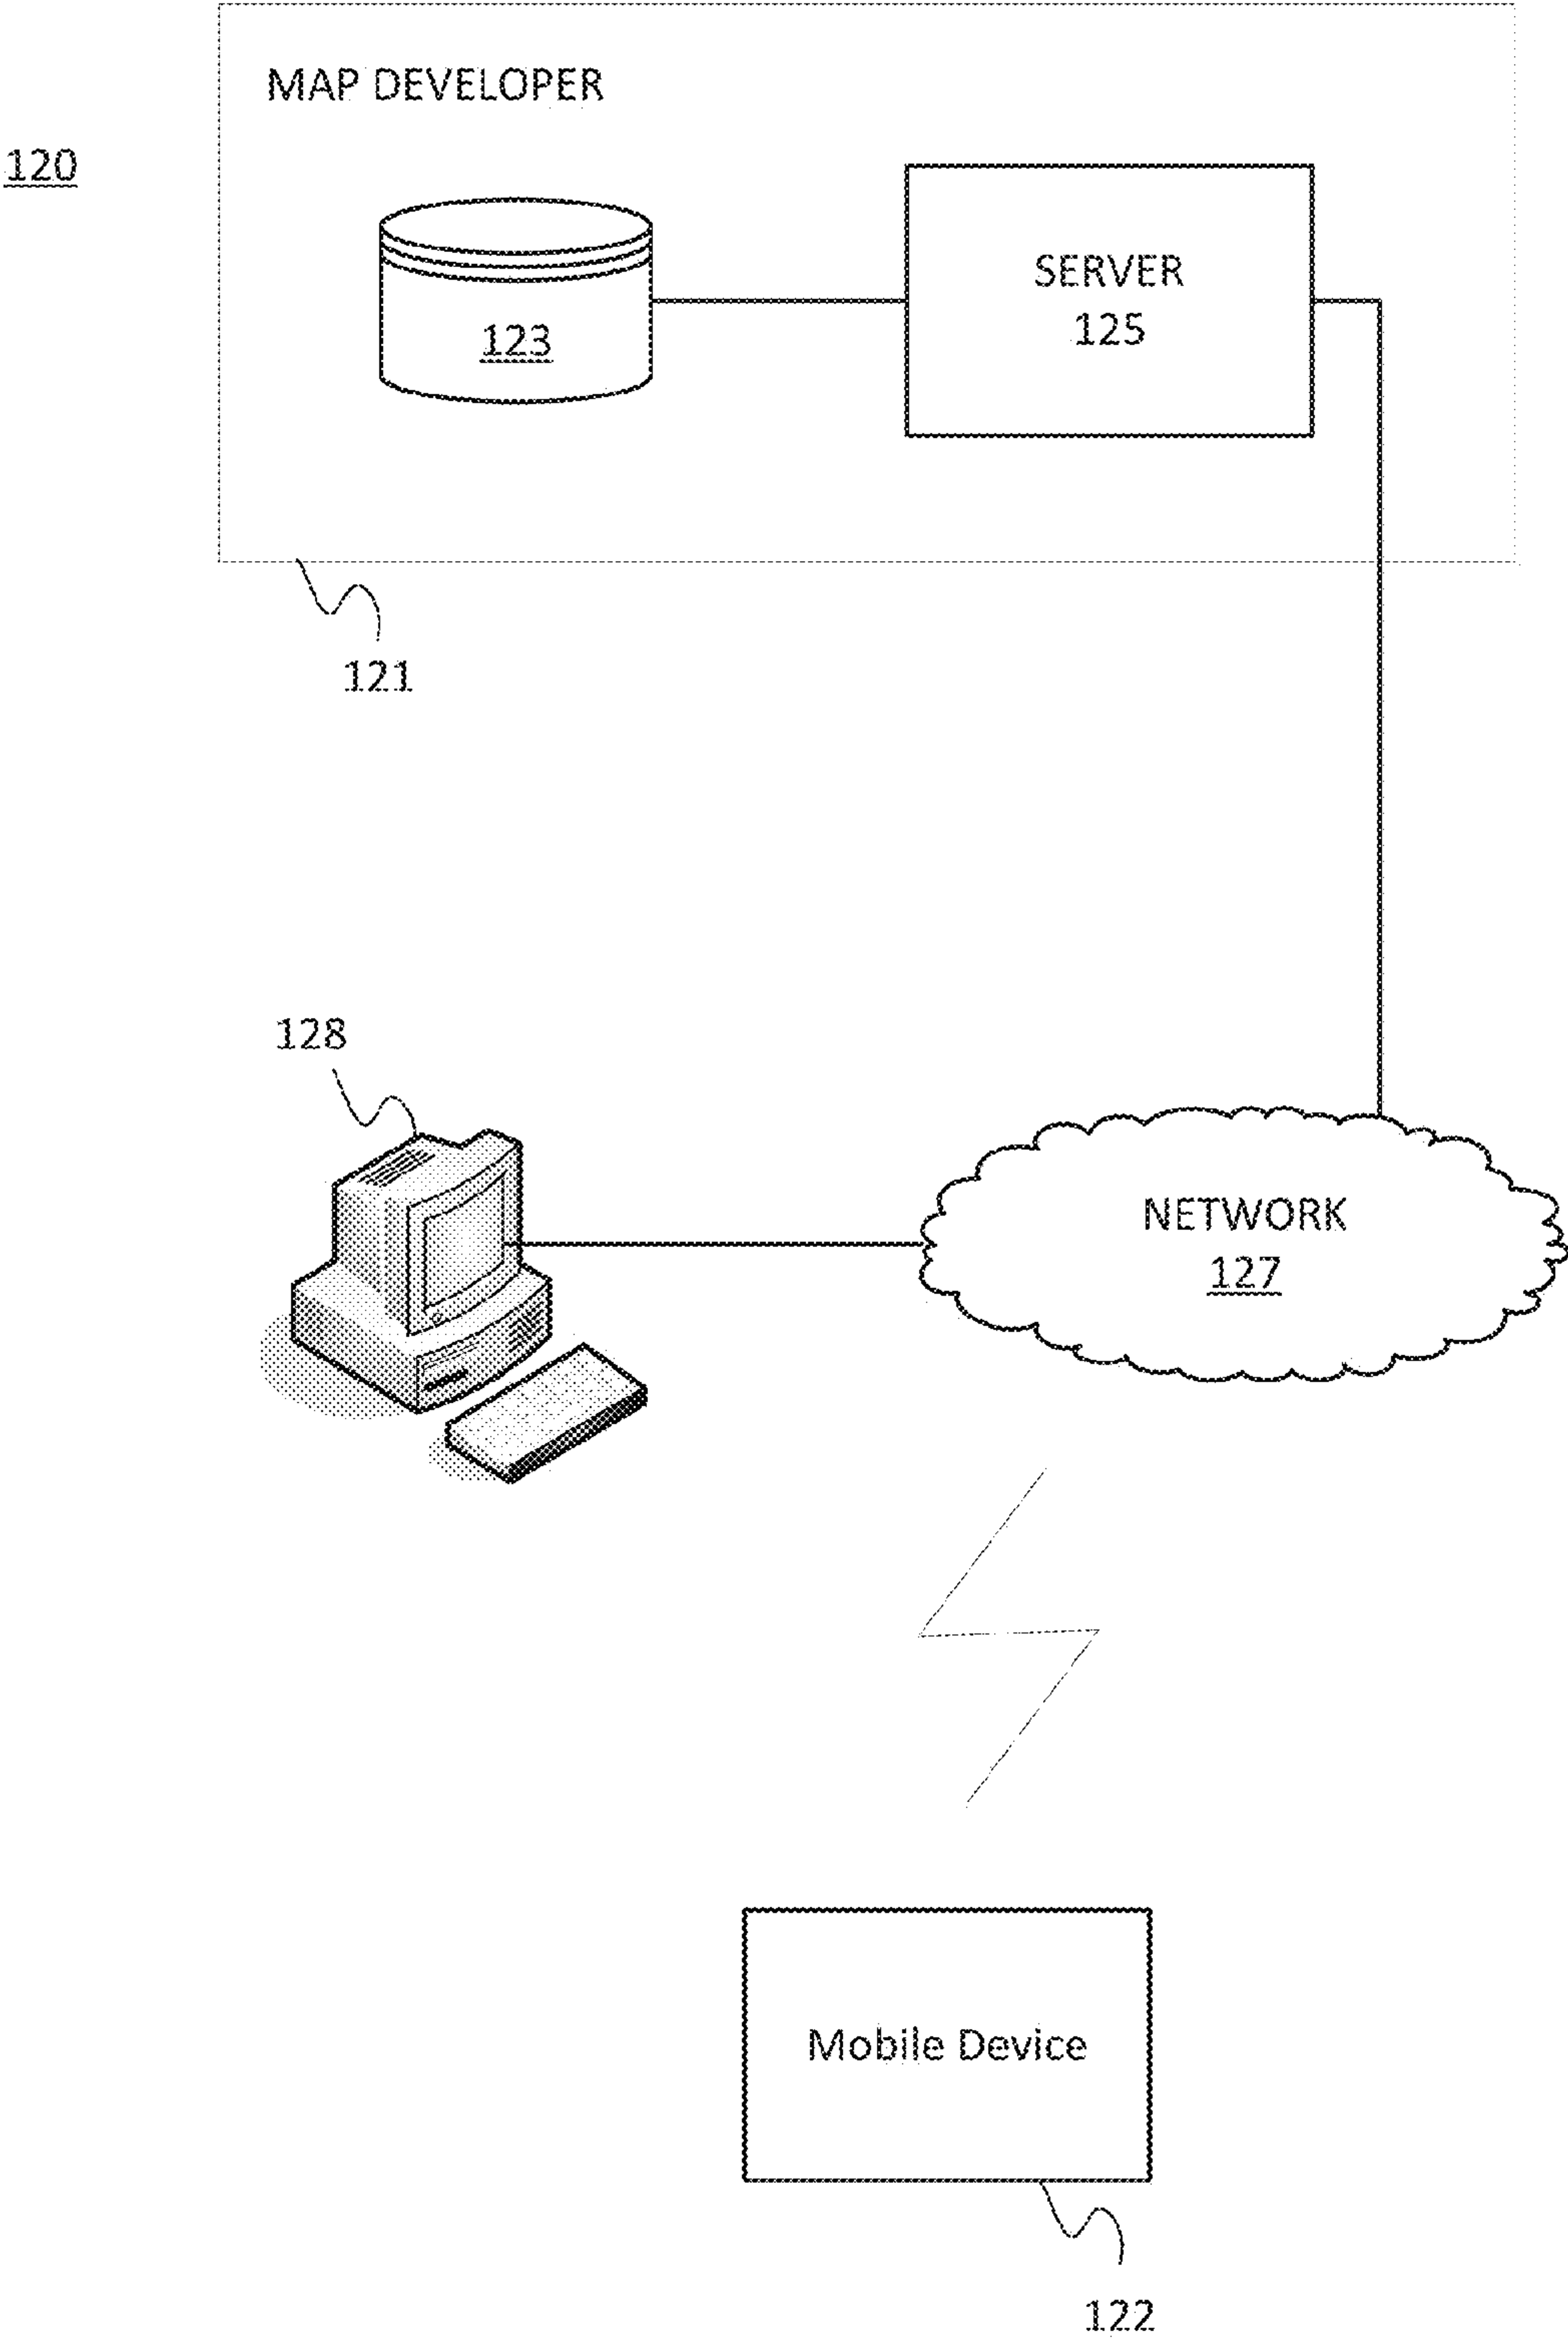 MAP DEVELOPER
120
SERVER
125
123
121
128
NETWORK
127
Mobile Device
122